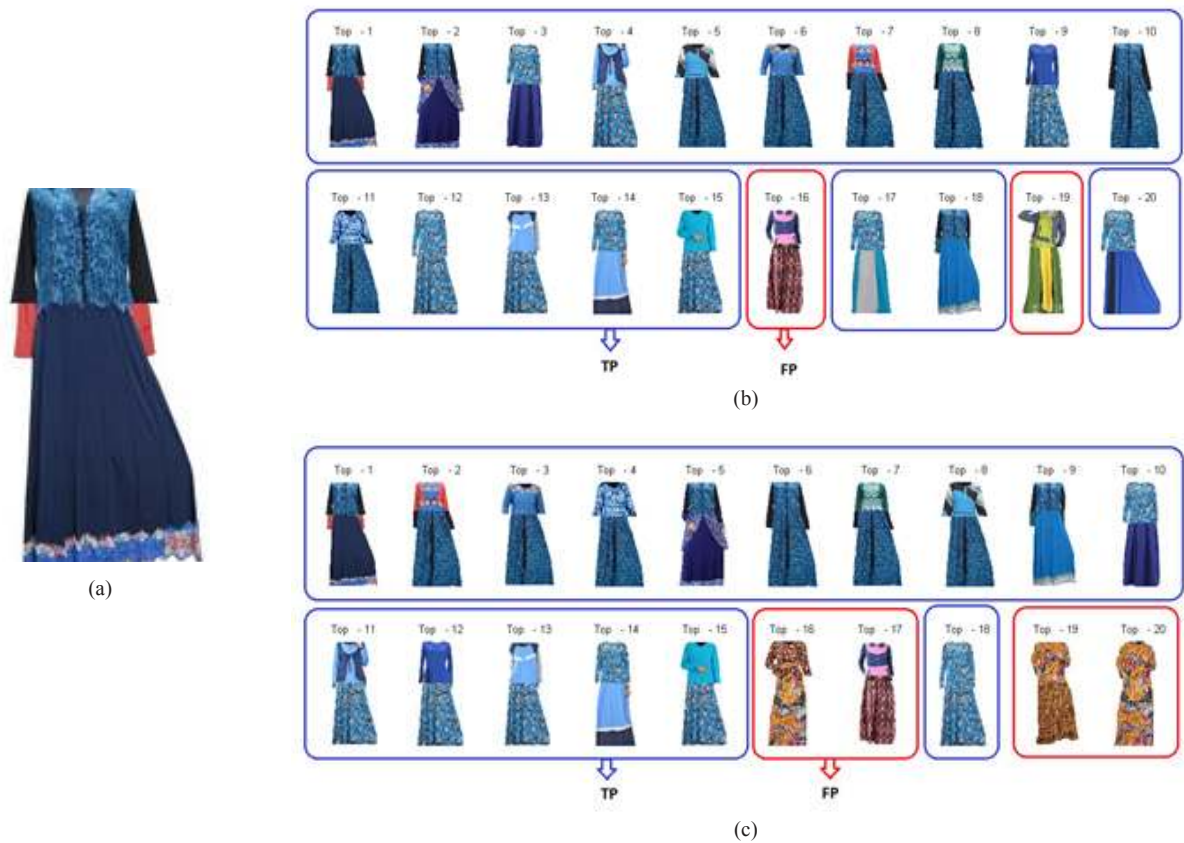 Top - 1 Top - 2 Top - 3 Top - 4 Top - 5 Top - 6 Top - 7 Top - 8 Top - 9 Top - 10
Top - 11 Top - 12 Top - 13 Top - 14 Top - 15 Top - 16 Top - 17 Top - 18 Top - 19 Top - 20
TP FP
(b)
Top - 1 Top - 2 Top - 3 Top - 4 Top - 5 Top - 6 Top - 7 Top - 8 Top - 9 Top - 10
(a)
Top - 11 Top - 12 Top - 13 Top - 14 Top - 15 Top - 16 Top - 17 Top - 18 Top - 19 Top - 20
TP FP
(c)